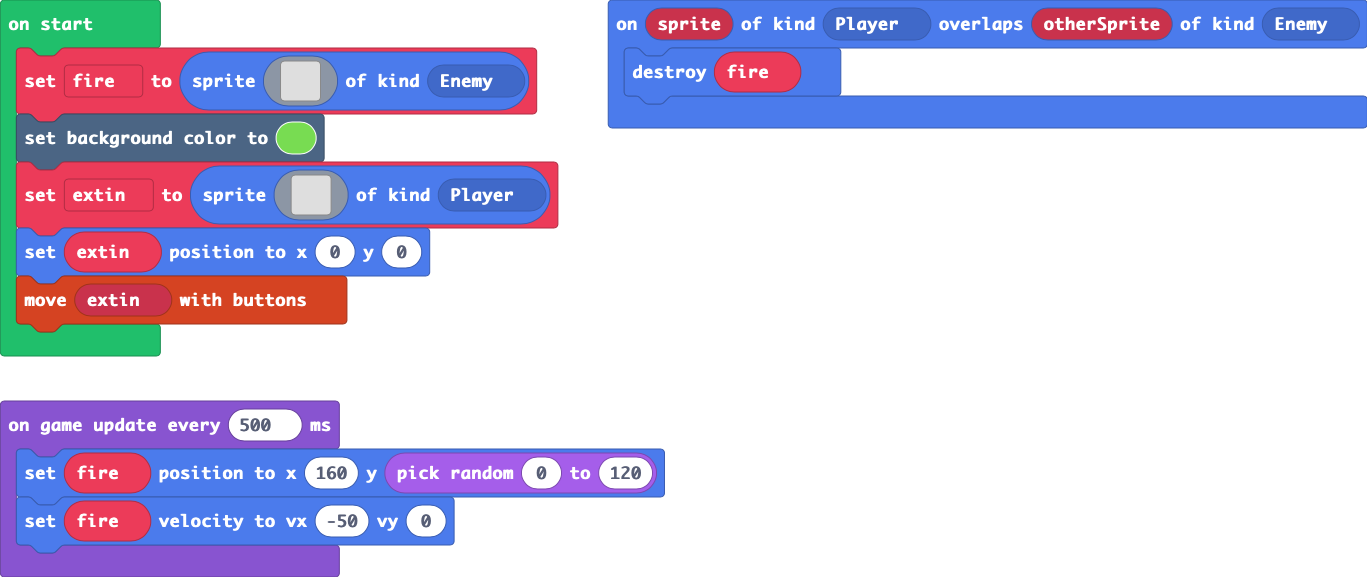 on start
set fire to sprite of kind Enemy
set background color to
set extin to sprite of kind Player
set extin position to x 0 y 0
move extin with buttons
on sprite of kind Player overlaps otherSprite of kind Enemy
destroy fire
on game update every 500 ms
set fire position to x 160 y pick random 0 to 120
set fire velocity to vx -50 vy 0